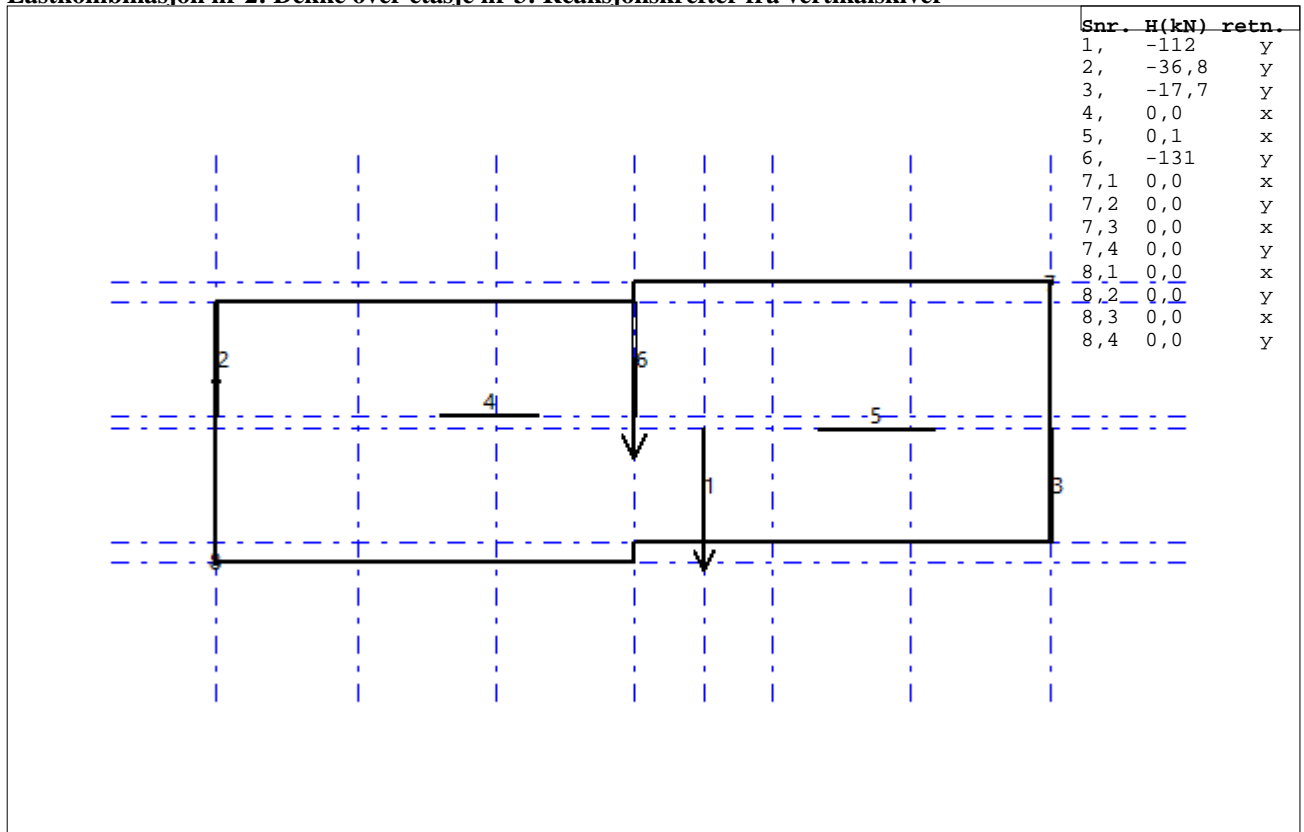 Lastkombinasjon nr 2: Dekke over etasje nr 3: Reaksjonskrefter fra vertikalskiver
Snr. H(kN) retn.
1, -112 y
2, -36,8 y
3, -17,7 y
4, 0,0 x
5, 0,1 x
6, -131 y
7,1 0,0 x
7,2 0,0 y
7,3 0,0 x
7,4 0,0 y
8,1 0,0 x
8,2 0,0 y
8,3 0,0 x
8,4 0,0 y
7
2
6
4
5
1
3
8